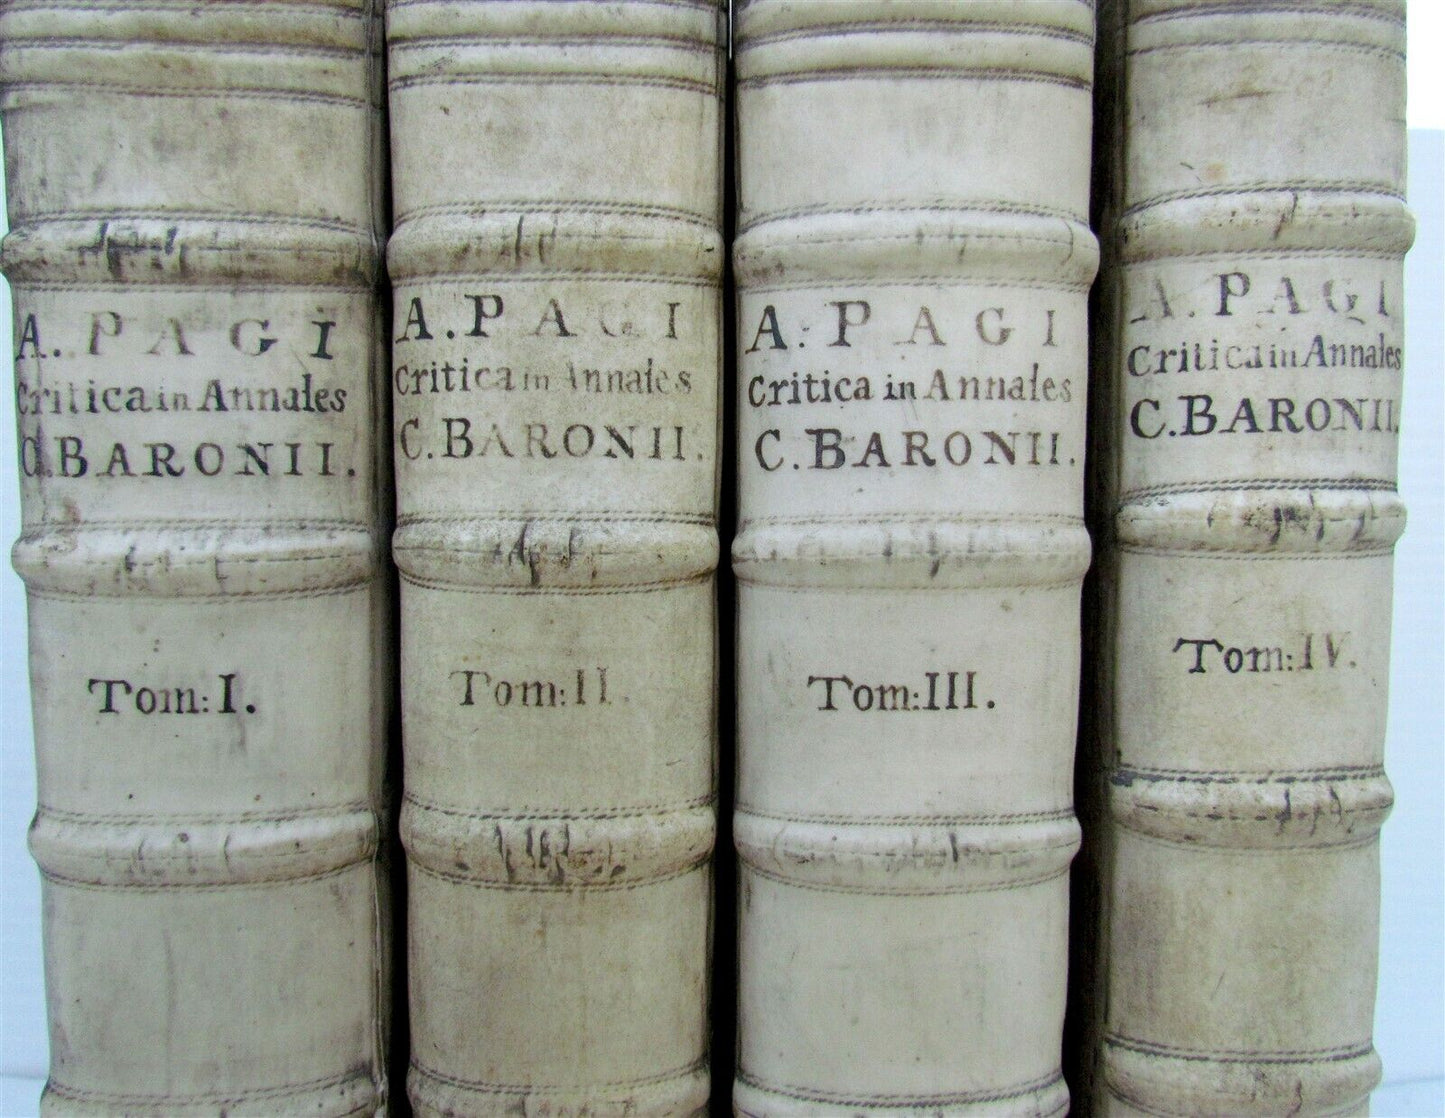 A. PAGI
Critica in Annales
C. BARONII.
Tom: I.
A. PAGI
Critica in Annales
C. BARONII.
Tom: II.
A. PAGI
Critica in Annales
C. BARONII.
Tom: III.
A. PAGI
Critica in Annales
C. BARONII.
Tom: IV.